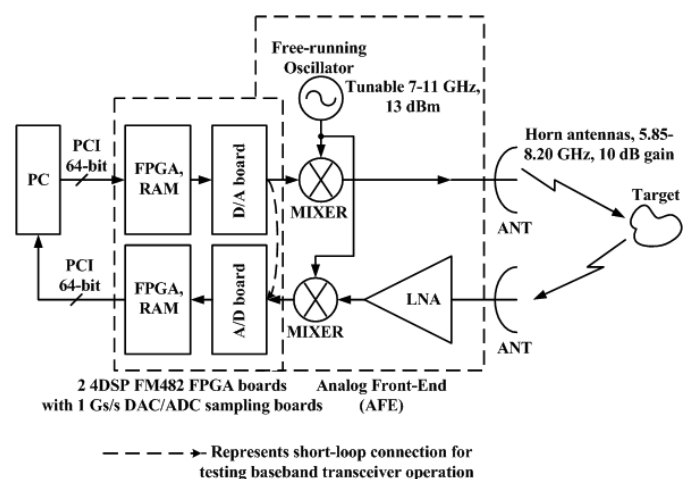 Free-running
Oscillator
Tunable 7-11 GHz,
13 dBm
Horn antennas, 5.85-
8.20 GHz, 10 dB gain
PC
PCI
64-bit
FPGA,
RAM
D/A board
MIXER
ANT
Target
PCI
64-bit
FPGA,
RAM
A/D board
MIXER
LNA
ANT
2 4DSP FM482 FPGA boards
with 1 Gs/s DAC/ADC sampling boards
Analog Front-End
(AFE)
Represents short-loop connection for
testing baseband transceiver operation